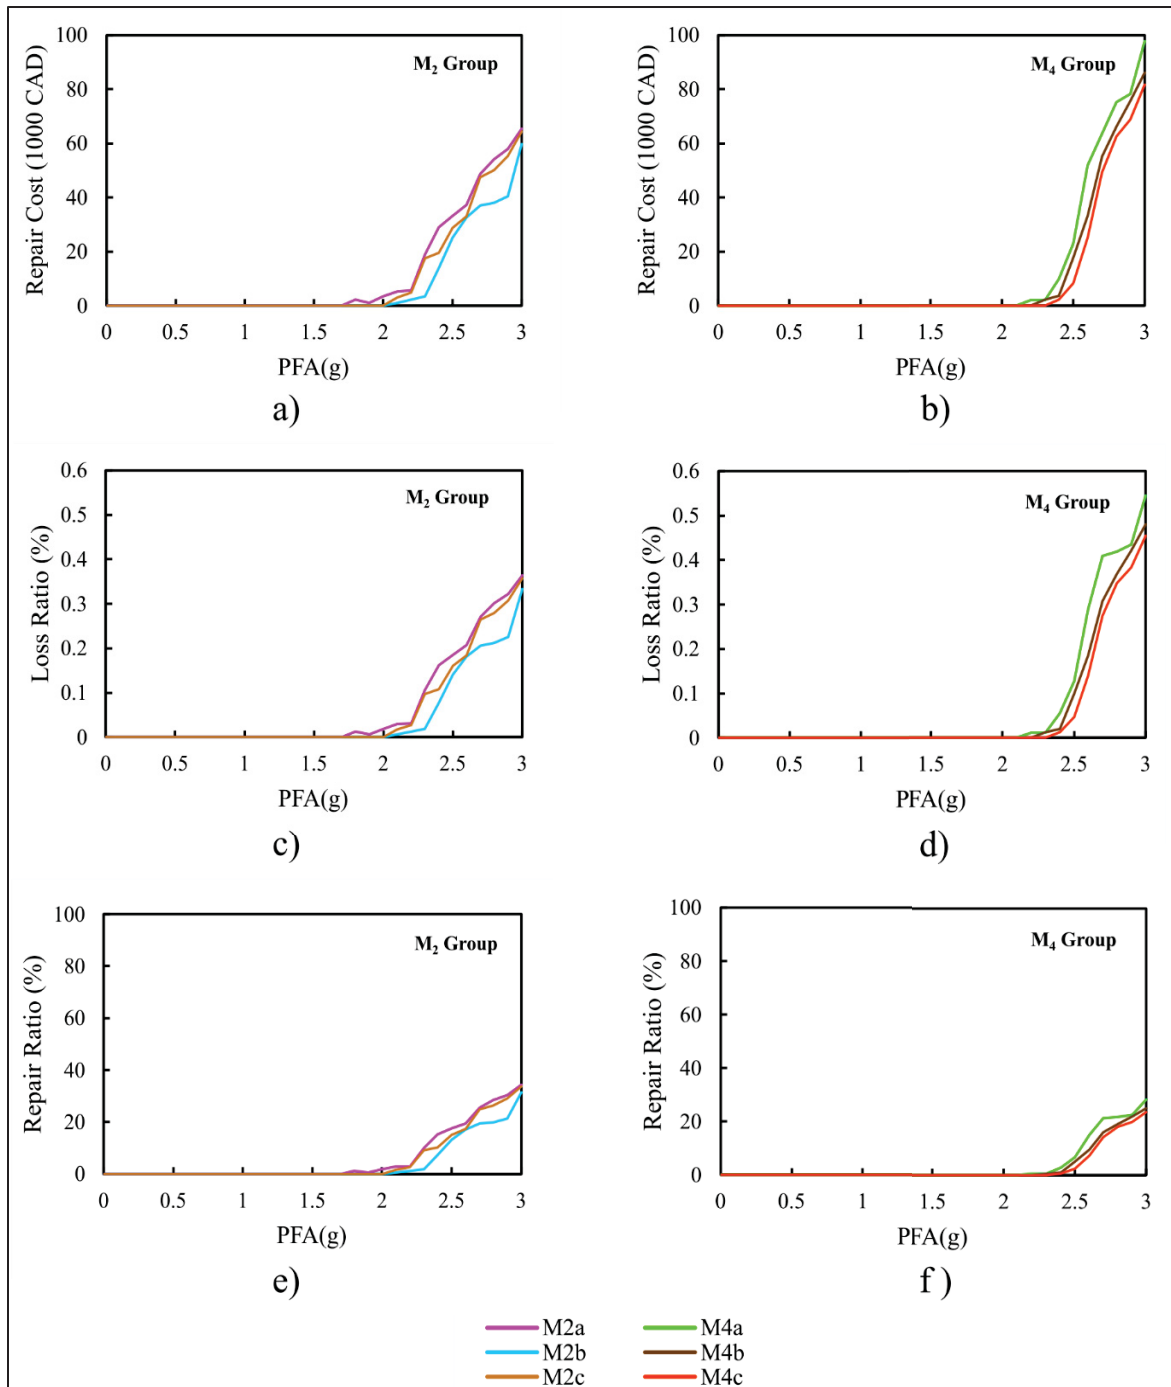 M2 Group
Repair Cost (1000 CAD)
100
80
60
40
20
0
0 0.5 1 1.5 2 2.5 3
PFA(g)
a)
M4 Group
Repair Cost (1000 CAD)
100
80
60
40
20
0
0 0.5 1 1.5 2 2.5 3
PFA(g)
b)
M2 Group
Loss Ratio (%)
0.6
0.5
0.4
0.3
0.2
0.1
0
0 0.5 1 1.5 2 2.5 3
PFA(g)
c)
M4 Group
Loss Ratio (%)
0.6
0.5
0.4
0.3
0.2
0.1
0
0 0.5 1 1.5 2 2.5 3
PFA(g)
d)
M2 Group
Repair Ratio (%)
100
80
60
40
20
0
0 0.5 1 1.5 2 2.5 3
PFA(g)
e)
M4 Group
Repair Ratio (%)
100
80
60
40
20
0
0 0.5 1 1.5 2 2.5 3
PFA(g)
f )
M2a M4a
M2b M4b
M2c M4c